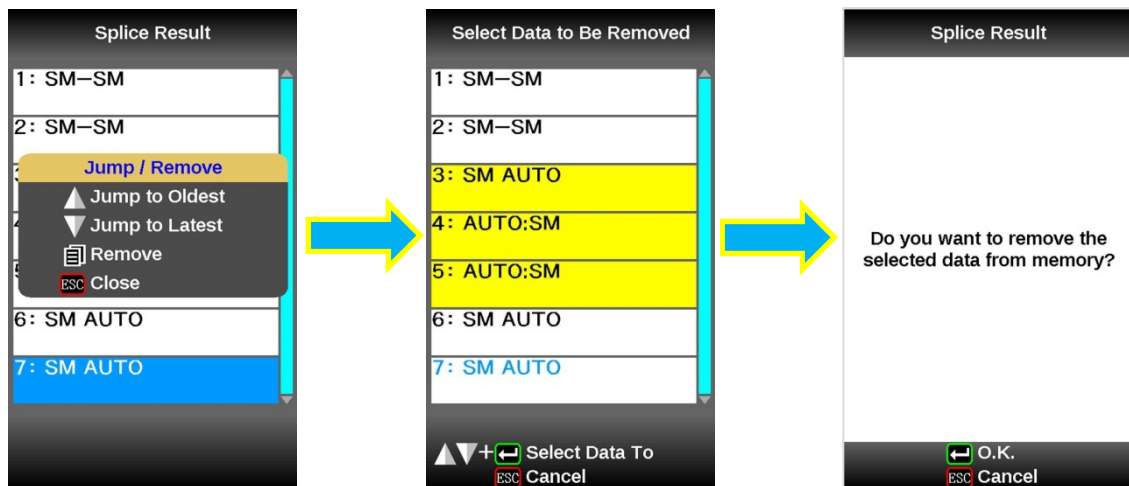 Splice Result
1: SM-SM
2: SM-SM
Jump / Remove
Jump to Oldest
Jump to Latest
Remove
ESC Close
6: SM AUTO
7: SM AUTO
Select Data to Be Removed
1: SM-SM
2: SM-SM
3: SM AUTO
4: AUTO:SM
5: AUTO:SM
6: SM AUTO
7: SM AUTO
+ Select Data To
ESC Cancel
Splice Result
Do you want to remove the
selected data from memory?
O.K.
ESC Cancel